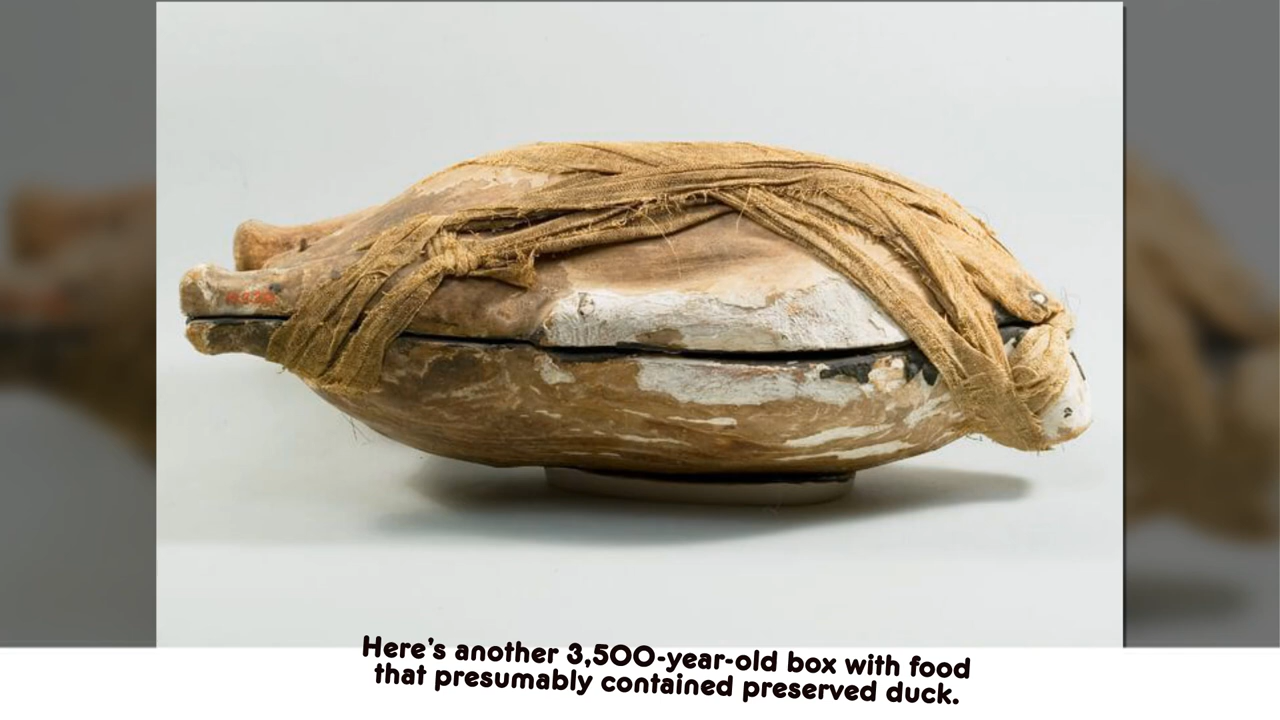 Here's another 3,500-year-old box with food
that presumably contained preserved duck.